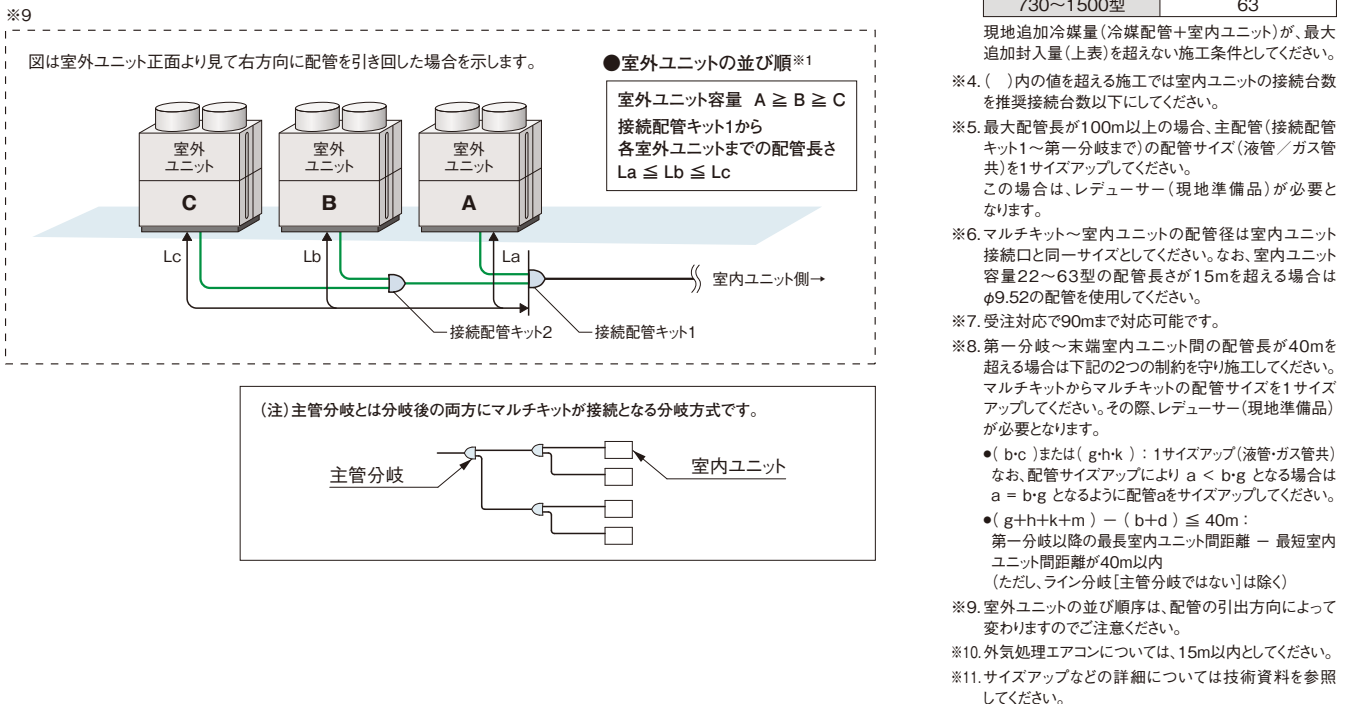 ※9
図は室外ユニット正面より見て右方向に配管を引き回した場合を示します。
●室外ユニットの並び順※1
室外ユニット容量 A ≧ B ≧ C
接続配管キット1から
各室外ユニットまでの配管長さ
La ≦ Lb ≦ Lc
室外
ユニット
C
室外
ユニット
B
室外
ユニット
A
Lc
Lb
La
室内ユニット側→
接続配管キット2
接続配管キット1
(注)主管分岐とは分岐後の両方にマルチキットが接続となる分岐方式です。
主管分岐
室内ユニット
730～1500型 63
現地追加冷媒量(冷媒配管+室内ユニット)が、最大
追加封入量(上表)を超えない施工条件としてください。
※4. ( )内の値を超える施工では室内ユニットの接続台数
を推奨接続台数以下にしてください。
※5. 最大配管長が100m以上の場合、主配管(接続配管
キット1～第一分岐まで)の配管サイズ(液管／ガス管
共)を1サイズアップしてください。
この場合は、レデューサー(現地準備品)が必要と
なります。
※6. マルチキット～室内ユニットの配管径は室内ユニット
接続口と同一サイズとしてください。なお、室内ユニット
容量22～63型の配管長さが15mを超える場合は
φ9.52の配管を使用してください。
※7. 受注対応で90mまで対応可能です。
※8. 第一分岐～末端室内ユニット間の配管長が40mを
超える場合は下記の2つの制約を守り施工してください。
マルチキットからマルチキットの配管サイズを1サイズ
アップしてください。その際、レデューサー(現地準備品)
が必要となります。
●( b・c )または( g・h・k )：1サイズアップ(液管・ガス管共)
なお、配管サイズアップにより a < b・g となる場合は
a = b・g となるように配管aをサイズアップしてください。
●( g+h+k+m ) － ( b+d ) ≦ 40m：
第一分岐以降の最長室内ユニット間距離 － 最短室内
ユニット間距離が40m以内
(ただし、ライン分岐[主管分岐ではない]は除く)
※9. 室外ユニットの並び順序は、配管の引出方向によって
変わりますのでご注意ください。
※10. 外気処理エアコンについては、15m以内としてください。
※11. サイズアップなどの詳細については技術資料を参照
してください。